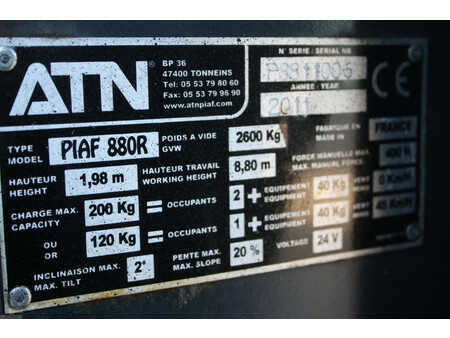 ATN
BP 36
47400 TONNEINS
Tel: 05 53 79 80 60
Fax: 05 53 79 96 90
www.atnpiaf.com
N° SERIE - SERIAL NB
ANNEE - YEAR
2011
CE
TYPE MODEL PIAF 880R
POIDS A VIDE GVW 2600 Kg
FABRIQUE EN MADE IN FRANCE
HAUTEUR HEIGHT 1,98 m
HAUTEUR TRAVAIL WORKING HEIGHT 8,80 m
FORCE MANUELLE MAX. MAX. MANUAL FORCE 400 N
CHARGE MAX. CAPACITY 200 Kg = OCCUPANTS 2 + EQUIPEMENT EQUIPMENT 40 Kg
OU OR 120 Kg = OCCUPANTS 1 + EQUIPEMENT EQUIPMENT 40 Kg
INCLINAISON MAX. MAX. TILT 2°
PENTE MAX. MAX. SLOPE 20 %
VOLTAGE 24 V